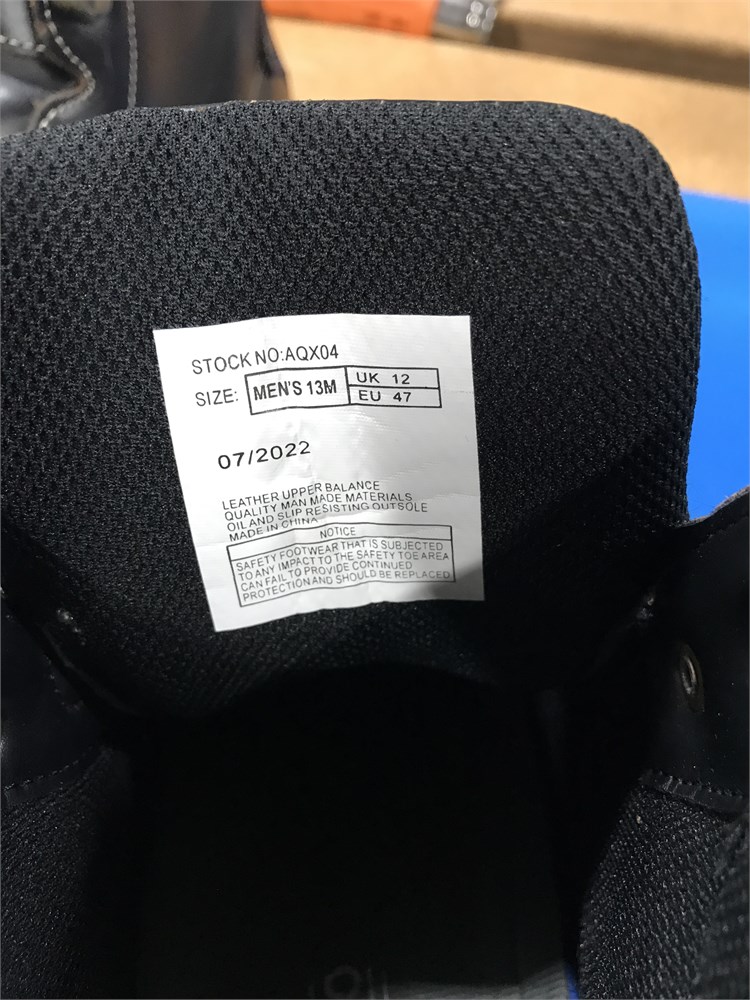 STOCK NO:AQX04
SIZE: MEN'S 13M UK 12
EU 47
07/2022
LEATHER UPPER BALANCE
QUALITY MAN MADE MATERIALS
OIL AND SLIP RESISTING OUTSOLE
MADE IN CHINA
NOTICE
SAFETY FOOTWEAR THAT IS SUBJECTED
TO ANY IMPACT TO THE SAFETY TOE AREA
CAN FAIL TO PROVIDE CONTINUED
PROTECTION AND SHOULD BE REPLACED.